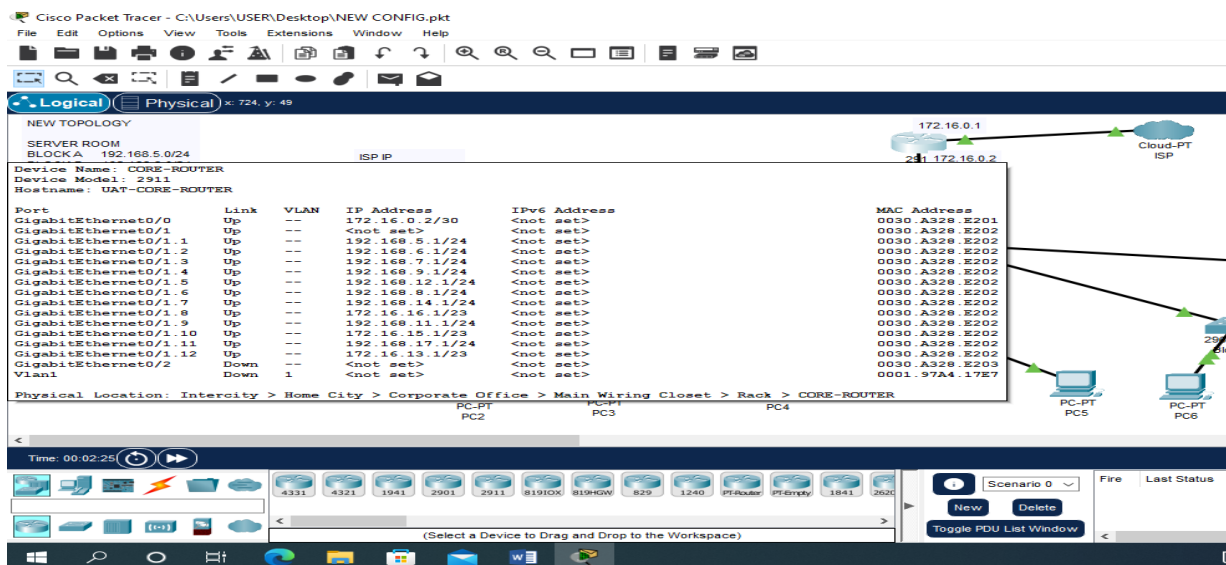 Cisco Packet Tracer - C:\Users\USER\Desktop\NEW CONFIG.pkt
File Edit Options View Tools Extensions Window Help
Logical Physical x: 724, y: 49
NEW TOPOLOGY
SERVER ROOM
BLOCK A 192.168.5.0/24
ISP IP
172.16.0.1
Cloud-PT
ISP
172.16.0.2
Device Name: CORE-ROUTER
Device Model: 2911
Hostname: UAT-CORE-ROUTER
Port Link VLAN IP Address IPv6 Address MAC Address
GigabitEthernet0/0 Up -- 172.16.0.2/30 <not set> 0030.A328.E201
GigabitEthernet0/1 Up -- <not set> <not set> 0030.A328.E202
GigabitEthernet0/1.1 Up -- 192.168.5.1/24 <not set> 0030.A328.E202
GigabitEthernet0/1.2 Up -- 192.168.6.1/24 <not set> 0030.A328.E202
GigabitEthernet0/1.3 Up -- 192.168.7.1/24 <not set> 0030.A328.E202
GigabitEthernet0/1.4 Up -- 192.168.9.1/24 <not set> 0030.A328.E202
GigabitEthernet0/1.5 Up -- 192.168.12.1/24 <not set> 0030.A328.E202
GigabitEthernet0/1.6 Up -- 192.168.8.1/24 <not set> 0030.A328.E202
GigabitEthernet0/1.7 Up -- 192.168.14.1/24 <not set> 0030.A328.E202
GigabitEthernet0/1.8 Up -- 172.16.16.1/23 <not set> 0030.A328.E202
GigabitEthernet0/1.9 Up -- 192.168.11.1/24 <not set> 0030.A328.E202
GigabitEthernet0/1.10 Up -- 172.16.15.1/23 <not set> 0030.A328.E202
GigabitEthernet0/1.11 Up -- 192.168.17.1/24 <not set> 0030.A328.E202
GigabitEthernet0/1.12 Up -- 172.16.13.1/23 <not set> 0030.A328.E202
GigabitEthernet0/2 Down -- <not set> <not set> 0030.A328.E203
Vlan1 Down 1 <not set> <not set> 0001.97A4.17E7
Physical Location: Intercity > Home City > Corporate Office > Main Wiring Closet > Rack > CORE-ROUTER
PC-PT
PC2
PC-PT
PC3
PC4
PC-PT
PC5
PC-PT
PC6
Time: 00:02:25
4331 4321 1941 2901 2911 819IOX 819HGW 829 1240 PT-Router PT-Empty 1841
(Select a Device to Drag and Drop to the Workspace)
Scenario 0
New Delete
Toggle PDU List Window
Fire Last Status